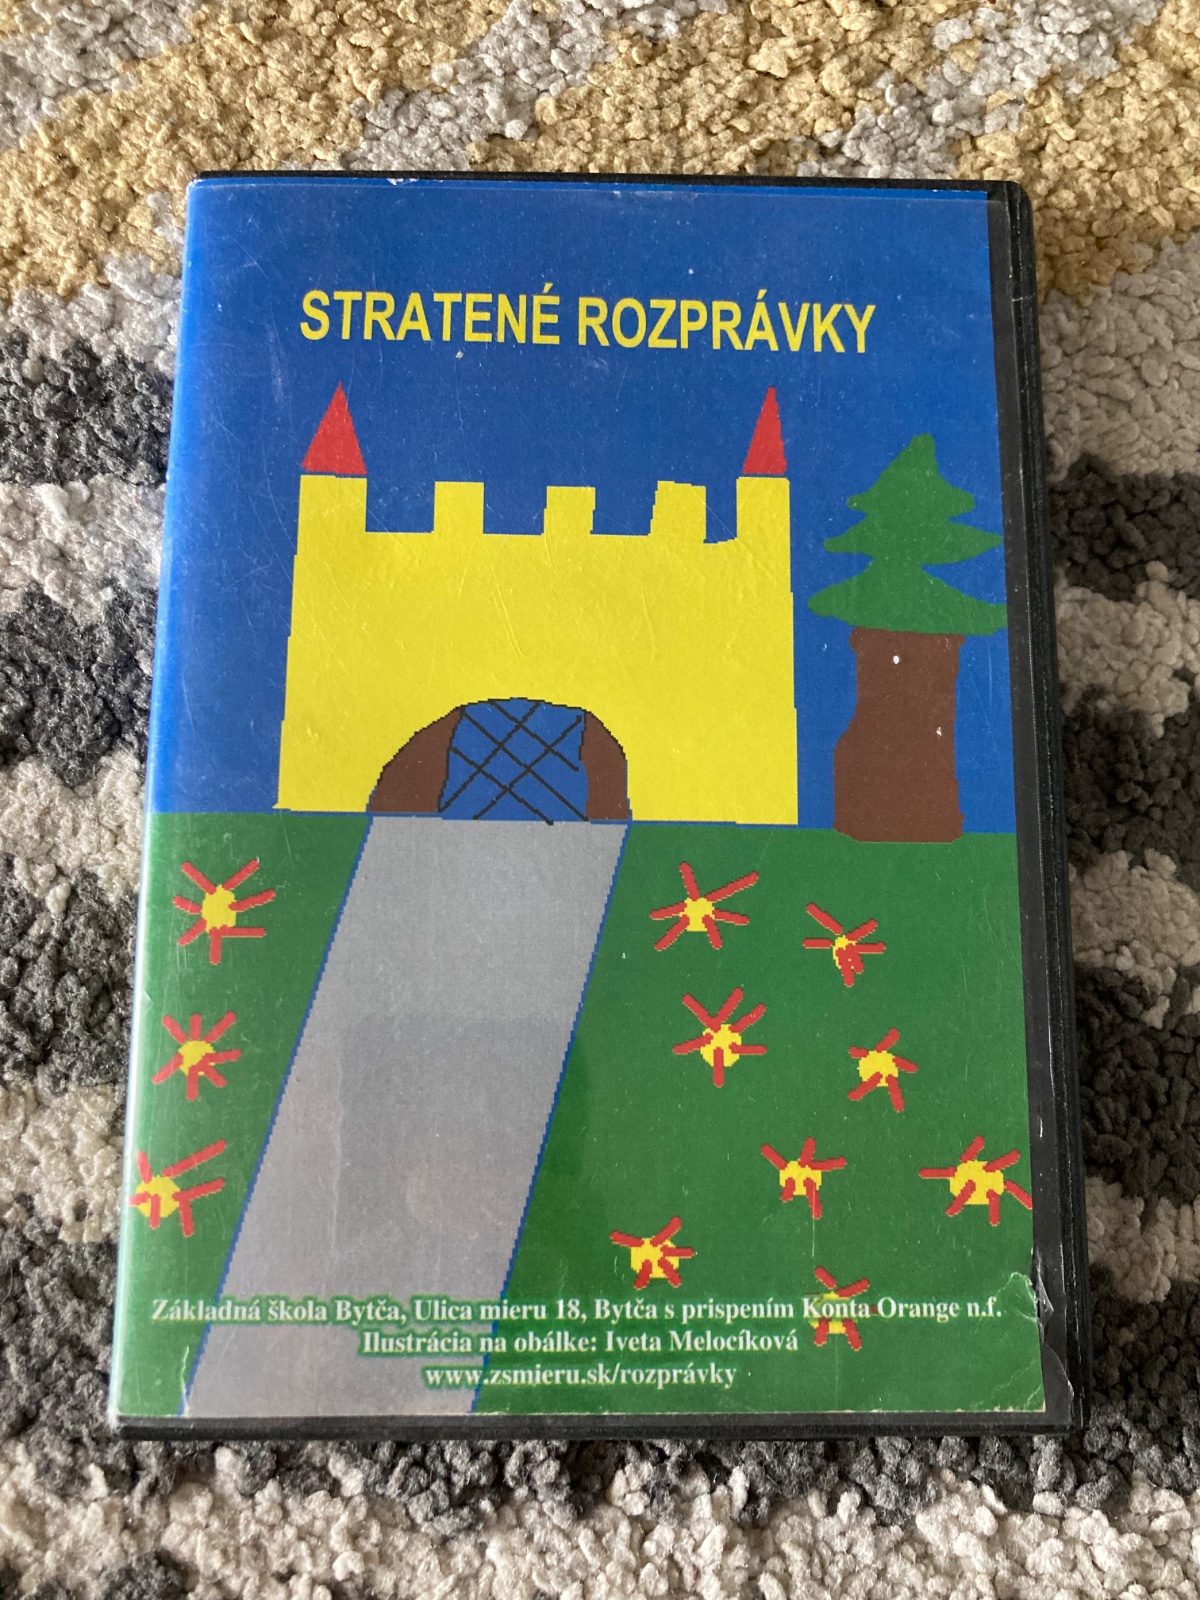 STRATENÉ ROZPRÁVKY
Základná škola Bytča, Ulica mieru 18, Bytča s prispením Konta Orange n.f.
Ilustrácia na obálke: Iveta Melocíková
www.zsmieru.sk/rozprávky